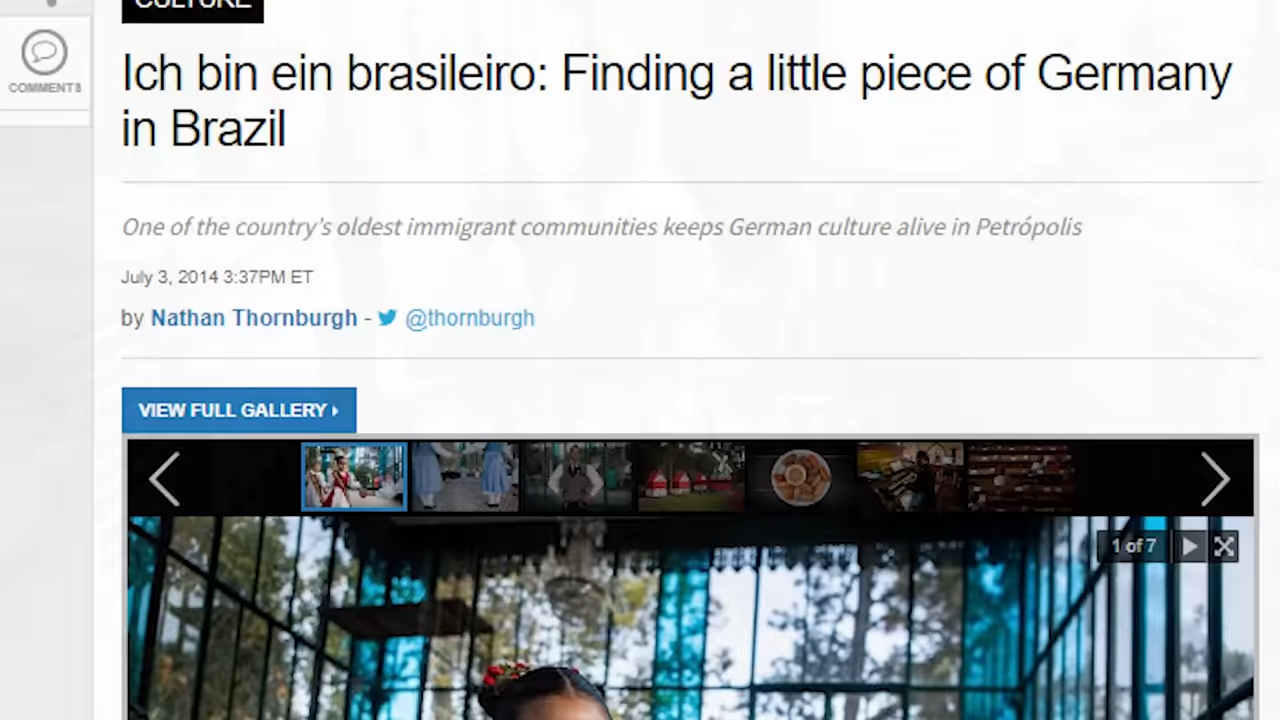 CULTURE
COMMENTS
Ich bin ein brasileiro: Finding a little piece of Germany
in Brazil
One of the country's oldest immigrant communities keeps German culture alive in Petrópolis
July 3, 2014 3:37PM ET
by Nathan Thornburgh - @thornburgh
VIEW FULL GALLERY
1 of 7